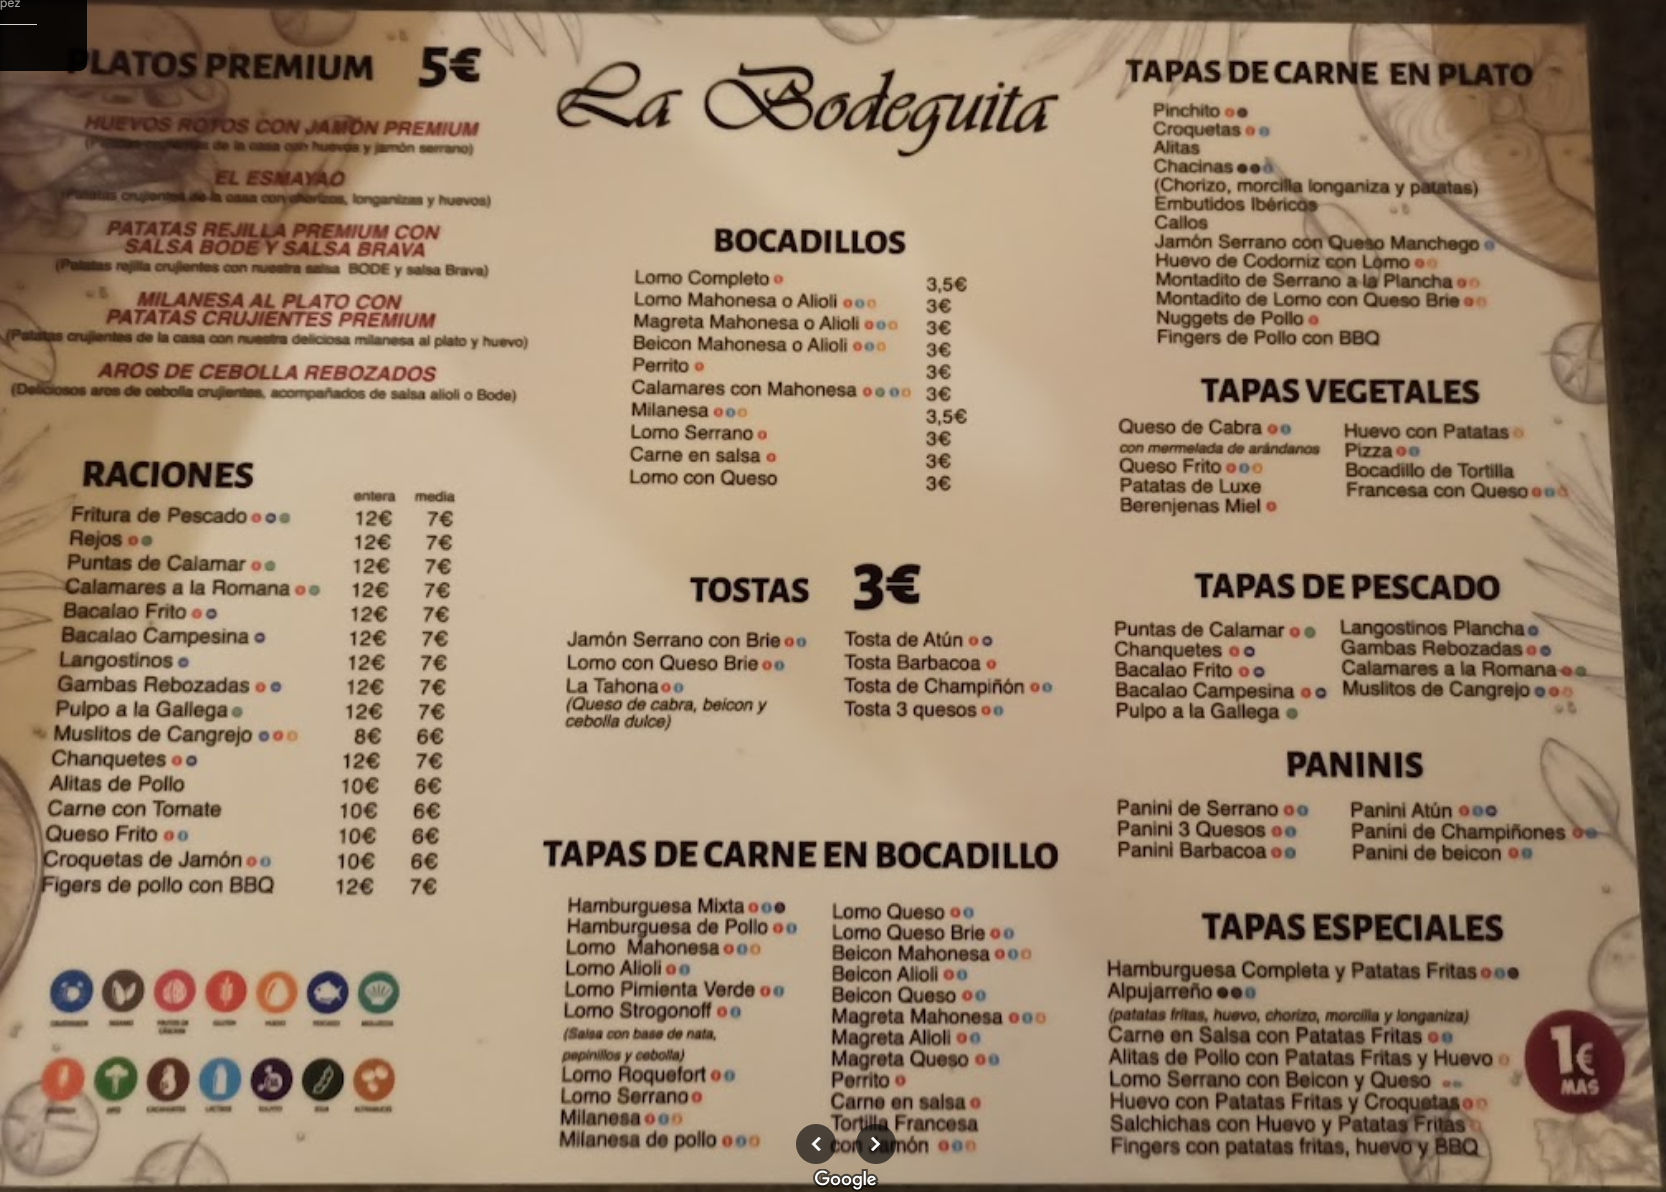 pez
PLATOS PREMIUM 5€
HUEVOS ROTOS CON JAMÓN PREMIUM
(Patatas crujientes de la casa con huevos y jamón serrano)
EL ESMAYAO
(Patatas crujientes de la casa con chorizos, longanizas y huevos)
PATATAS REJILLA PREMIUM CON
SALSA BODE Y SALSA BRAVA
(Patatas rejilla crujientes con nuestra salsa BODE y salsa Brava)
MILANESA AL PLATO CON
PATATAS CRUJIENTES PREMIUM
(Patatas crujientes de la casa con nuestra deliciosa milanesa al plato y huevo)
AROS DE CEBOLLA REBOZADOS
(Deliciosos aros de cebolla crujientes, acompañados de salsa alioli o Bode)
RACIONES
entera media
Fritura de Pescado 12€ 7€
Rejos 12€ 7€
Puntas de Calamar 12€ 7€
Calamares a la Romana 12€ 7€
Bacalao Frito 12€ 7€
Bacalao Campesina 12€ 7€
Langostinos 12€ 7€
Gambas Rebozadas 12€ 7€
Pulpo a la Gallega 12€ 7€
Muslitos de Cangrejo 8€ 6€
Chanquetes 12€ 7€
Alitas de Pollo 10€ 6€
Carne con Tomate 10€ 6€
Queso Frito 10€ 6€
Croquetas de Jamón 10€ 6€
Figers de pollo con BBQ 12€ 7€
La Bodeguita
BOCADILLOS
Lomo Completo 3,5€
Lomo Mahonesa o Alioli 3€
Magreta Mahonesa o Alioli 3€
Beicon Mahonesa o Alioli 3€
Perrito 3€
Calamares con Mahonesa 3€
Milanesa 3,5€
Lomo Serrano 3€
Carne en salsa 3€
Lomo con Queso 3€
TOSTAS 3€
Jamón Serrano con Brie
Lomo con Queso Brie
La Tahona
(Queso de cabra, beicon y
cebolla dulce)
Tosta de Atún
Tosta Barbacoa
Tosta de Champiñón
Tosta 3 quesos
TAPAS DE CARNE EN BOCADILLO
Hamburguesa Mixta
Hamburguesa de Pollo
Lomo Mahonesa
Lomo Alioli
Lomo Pimienta Verde
Lomo Strogonoff
(Salsa con base de nata,
pepinillos y cebolla)
Lomo Roquefort
Lomo Serrano
Milanesa
Milanesa de pollo
Lomo Queso
Lomo Queso Brie
Beicon Mahonesa
Beicon Alioli
Beicon Queso
Magreta Mahonesa
Magreta Alioli
Magreta Queso
Perrito
Carne en salsa
Tortilla Francesa
con Jamón
TAPAS DE CARNE EN PLATO
Pinchito
Croquetas
Alitas
Chacinas
(Chorizo, morcilla longaniza y patatas)
Embutidos Ibéricos
Callos
Jamón Serrano con Queso Manchego
Huevo de Codorniz con Lomo
Montadito de Serrano a la Plancha
Montadito de Lomo con Queso Brie
Nuggets de Pollo
Fingers de Pollo con BBQ
TAPAS VEGETALES
Queso de Cabra
con mermelada de arándanos
Queso Frito
Patatas de Luxe
Berenjenas Miel
Huevo con Patatas
Pizza
Bocadillo de Tortilla
Francesa con Queso
TAPAS DE PESCADO
Puntas de Calamar
Chanquetes
Bacalao Frito
Bacalao Campesina
Pulpo a la Gallega
Langostinos Plancha
Gambas Rebozadas
Calamares a la Romana
Muslitos de Cangrejo
PANINIS
Panini de Serrano
Panini 3 Quesos
Panini Barbacoa
Panini Atún
Panini de Champiñones
Panini de beicon
TAPAS ESPECIALES
Hamburguesa Completa y Patatas Fritas
Alpujarreño
(patatas fritas, huevo, chorizo, morcilla y longaniza)
Carne en Salsa con Patatas Fritas
Alitas de Pollo con Patatas Fritas y Huevo
Lomo Serrano con Beicon y Queso
Huevo con Patatas Fritas y Croquetas
Salchichas con Huevo y Patatas Fritas
Fingers con patatas fritas, huevo y BBQ
1€
MAS
Google